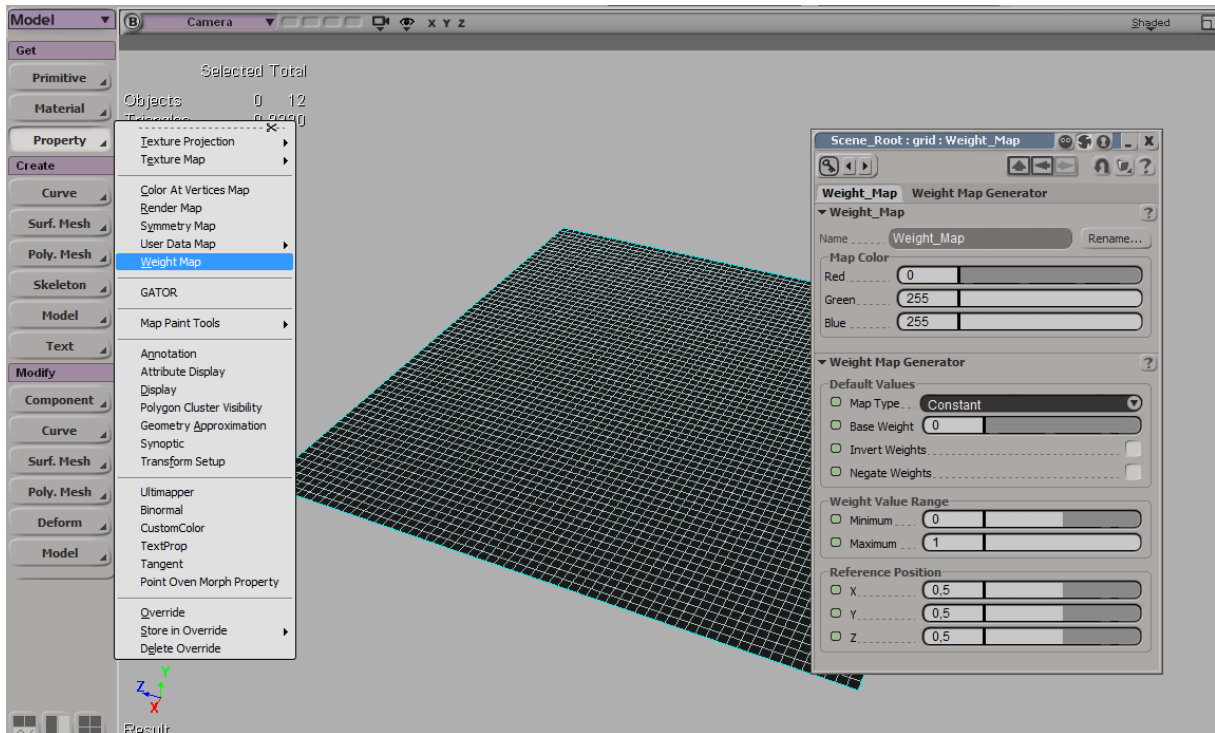 Model
Get
Primitive
Material
Property
Create
Curve
Surf. Mesh
Poly. Mesh
Skeleton
Model
Text
Modify
Component
Curve
Surf. Mesh
Poly. Mesh
Deform
Model
B Camera X Y Z Shaded
Selected Total
Objects 0 12
Triangles
Texture Projection
Texture Map
Color At Vertices Map
Render Map
Symmetry Map
User Data Map
Weight Map
GATOR
Map Paint Tools
Annotation
Attribute Display
Display
Polygon Cluster Visibility
Geometry Approximation
Synoptic
Transform Setup
Ultimapper
Binormal
CustomColor
TextProp
Tangent
Point Oven Morph Property
Override
Store in Override
Delete Override
Y
Z
X
Result
Scene_Root : grid : Weight_Map
Weight_Map Weight Map Generator
Weight_Map ?
Name Weight_Map Rename...
Map Color
Red 0
Green 255
Blue 255
Weight Map Generator ?
Default Values
Map Type Constant
Base Weight 0
Invert Weights
Negate Weights
Weight Value Range
Minimum 0
Maximum 1
Reference Position
X 0,5
Y 0,5
Z 0,5